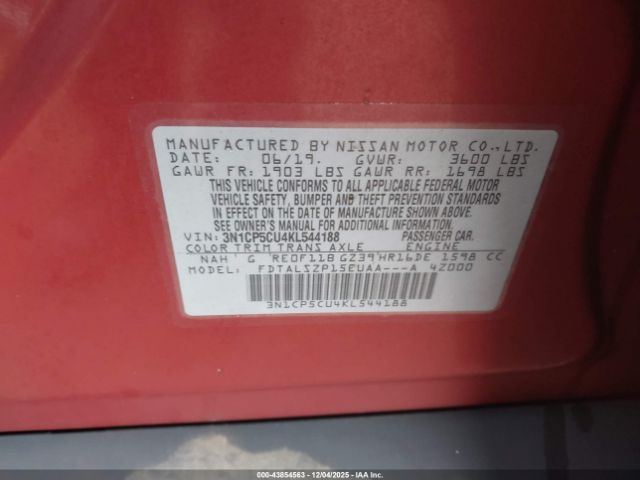 MANUFACTURED BY NISSAN MOTOR CO.,LTD.
DATE: 06/19. GVWR: 3600 LBS
GAWR FR: 1903 LBS GAWR RR: 1698 LBS
THIS VEHICLE CONFORMS TO ALL APPLICABLE FEDERAL MOTOR
VEHICLE SAFETY, BUMPER AND THEFT PREVENTION STANDARDS
IN EFFECT ON THE DATE OF MANUFACTURE SHOWN ABOVE.
SEE OWNER'S MANUAL FOR ADDITIONAL INFORMATION.
VIN: 3N1CP5CU4KL544188 PASSENGER CAR.
COLOR TRIM TRANS AXLE ENGINE
NAH G RE0F11B GZ39 HR16DE 1598 CC
MODEL: FDTALSZP15EUAA---A 42000
3N1CP5CU4KL544188
000-43854563 - 12/04/2025 - IAA Inc.